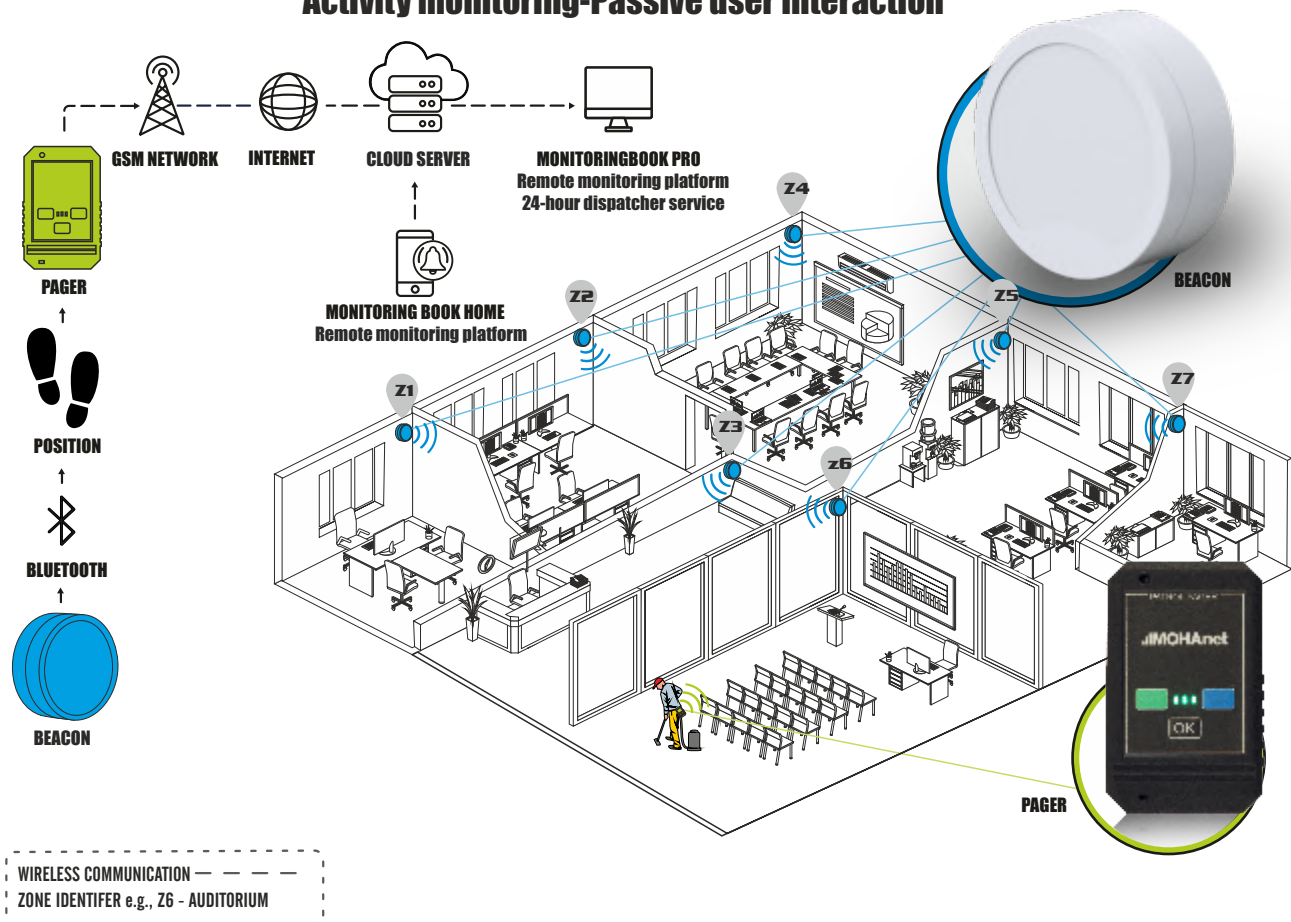 Activity monitoring-Passive user interaction
GSM NETWORK
INTERNET
CLOUD SERVER
MONITORINGBOOK PRO
Remote monitoring platform
24-hour dispatcher service
PAGER
MONITORING BOOK HOME
Remote monitoring platform
POSITION
BLUETOOTH
BEACON
BEACON
Z4
Z2
Z5
Z1
Z7
Z3
z6
JIMOHAnet
OK
PAGER
WIRELESS COMMUNICATION
ZONE IDENTIFER e.g., Z6 - AUDITORIUM